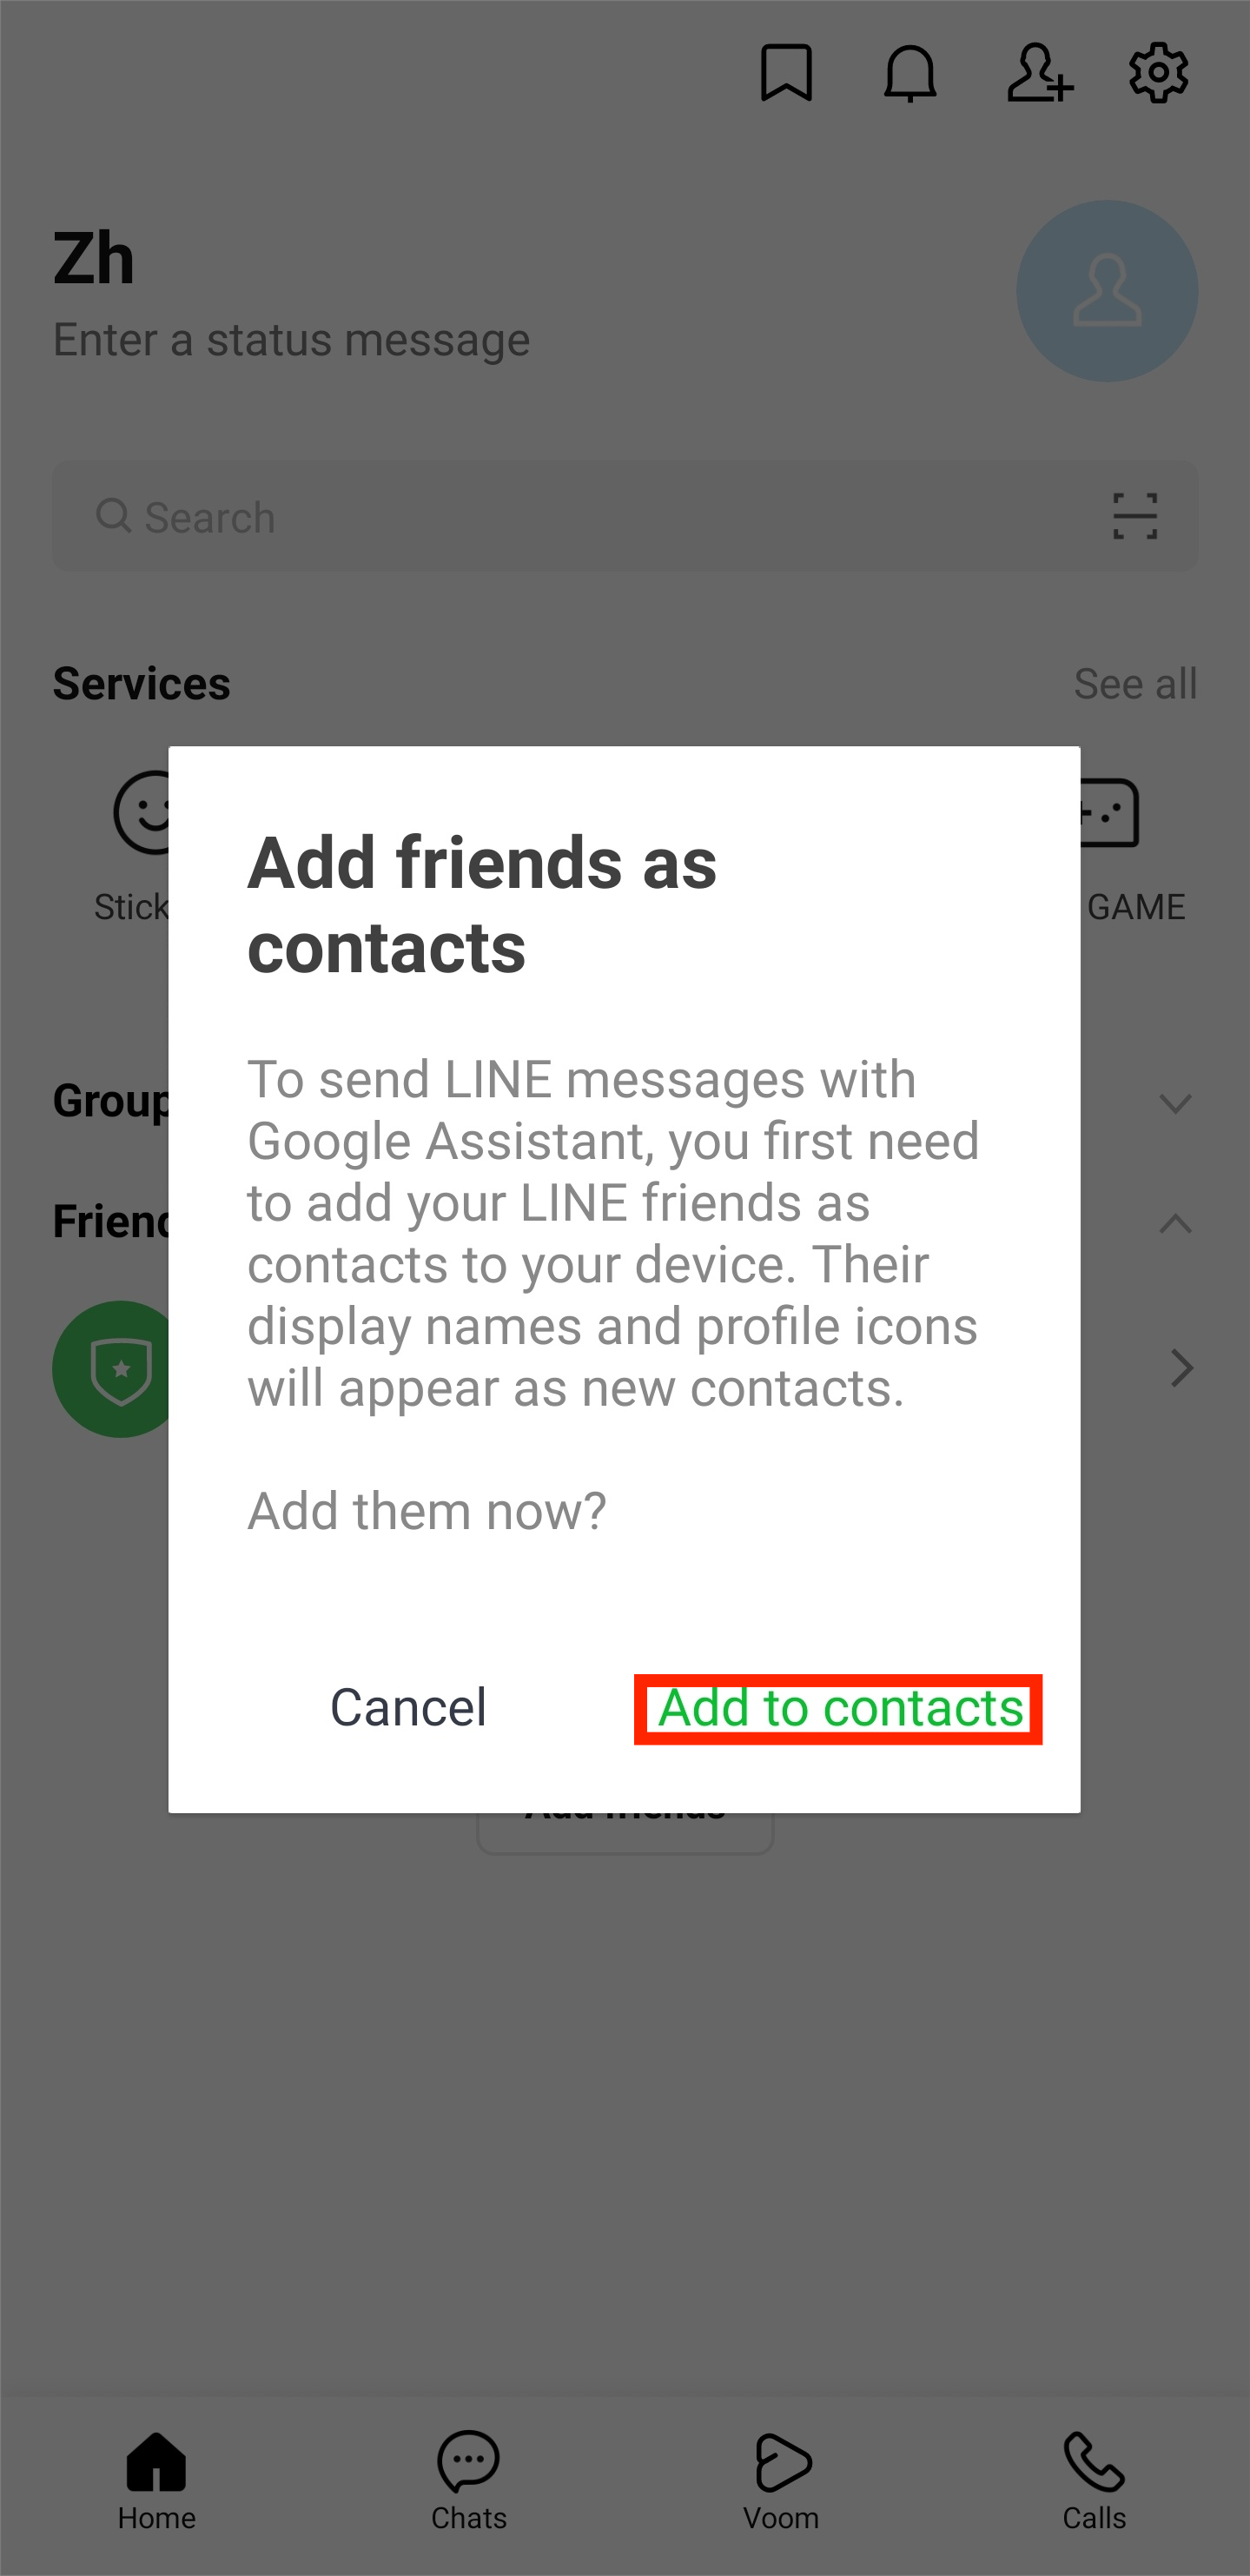 Zh
Enter a status message
Search
Services See all
Stick GAME
Add friends as
contacts
To send LINE messages with
Google Assistant, you first need
to add your LINE friends as
contacts to your device. Their
display names and profile icons
will appear as new contacts.
Add them now?
Group
Friend
Cancel Add to contacts
Add friends
Home Chats Voom Calls